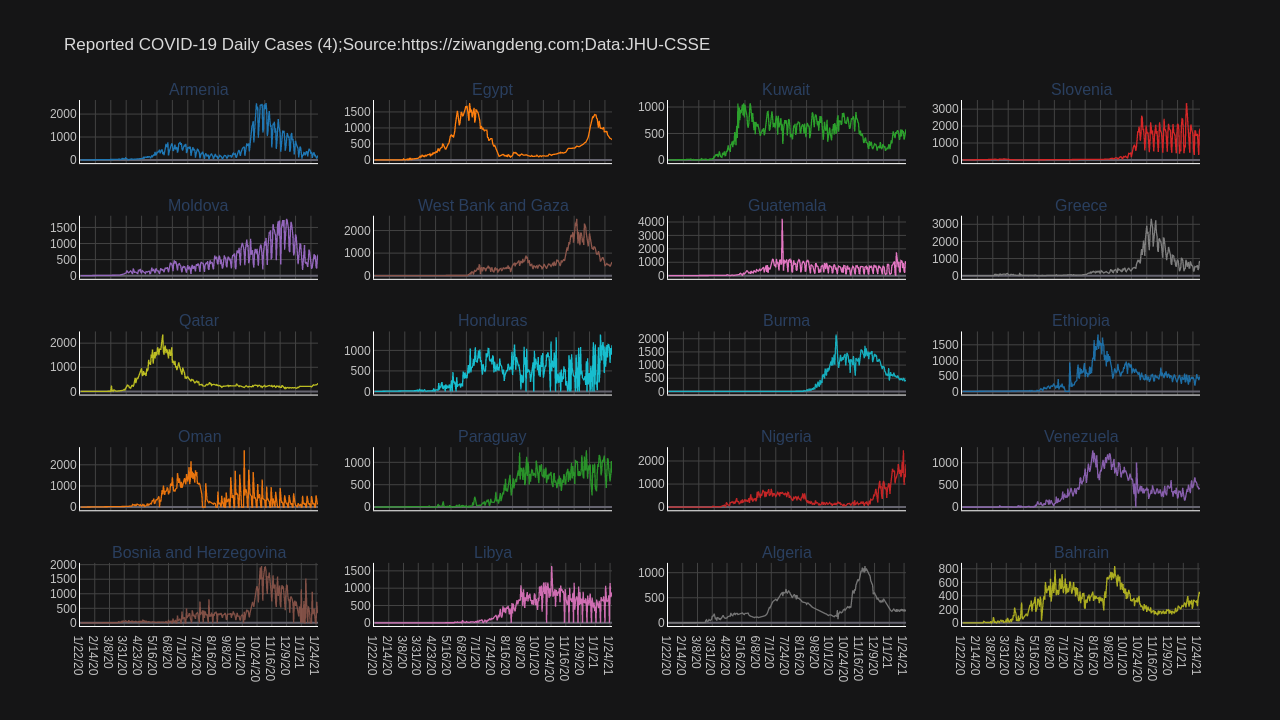 Reported COVID-19 Daily Cases (4);Source:https://ziwangdeng.com;Data:JHU-CSSE
Armenia
2000
1000
0
Egypt
1500
1000
500
0
Kuwait
1000
500
0
Slovenia
3000
2000
1000
0
Moldova
1500
1000
500
0
West Bank and Gaza
2000
1000
0
Guatemala
4000
3000
2000
1000
0
Greece
3000
2000
1000
0
Qatar
2000
1000
0
Honduras
1000
500
0
Burma
2000
1500
1000
500
0
Ethiopia
1500
1000
500
0
Oman
2000
1000
0
Paraguay
1000
500
0
Nigeria
2000
1000
0
Venezuela
1000
500
0
Bosnia and Herzegovina
2000
1500
1000
500
0
Libya
1500
1000
500
0
Algeria
1000
500
0
Bahrain
800
600
400
200
0
1/22/20 2/14/20 3/8/20 3/31/20 4/23/20 5/16/20 6/8/20 7/1/20 7/24/20 8/16/20 9/8/20 10/1/20 10/24/20 11/16/20 12/9/20 1/1/21 1/24/21
1/22/20 2/14/20 3/8/20 3/31/20 4/23/20 5/16/20 6/8/20 7/1/20 7/24/20 8/16/20 9/8/20 10/1/20 10/24/20 11/16/20 12/9/20 1/1/21 1/24/21
1/22/20 2/14/20 3/8/20 3/31/20 4/23/20 5/16/20 6/8/20 7/1/20 7/24/20 8/16/20 9/8/20 10/1/20 10/24/20 11/16/20 12/9/20 1/1/21 1/24/21
1/22/20 2/14/20 3/8/20 3/31/20 4/23/20 5/16/20 6/8/20 7/1/20 7/24/20 8/16/20 9/8/20 10/1/20 10/24/20 11/16/20 12/9/20 1/1/21 1/24/21